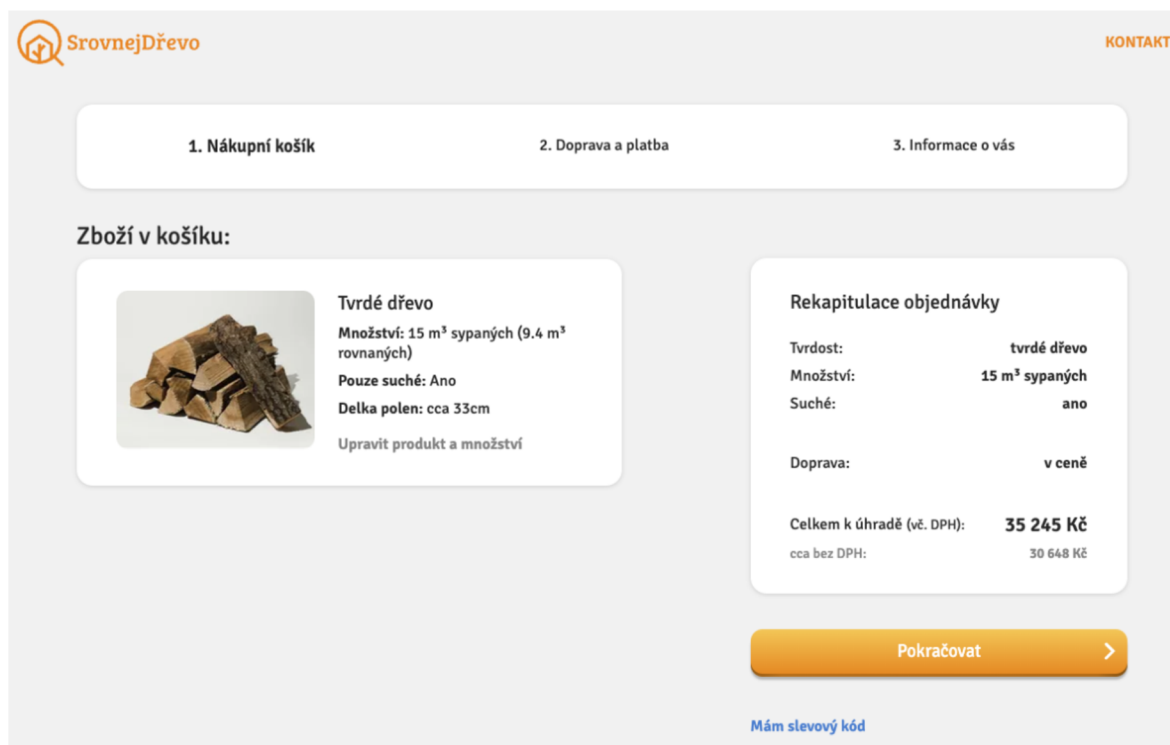 SrovnejDřevo
KONTAKT
1. Nákupní košík
2. Doprava a platba
3. Informace o vás
Zboží v košíku:
Tvrdé dřevo
Množství: 15 m³ sypaných (9.4 m³
rovnaných)
Pouze suché: Ano
Delka polen: cca 33cm
Upravit produkt a množství
Rekapitulace objednávky
Tvrdost: tvrdé dřevo
Množství: 15 m³ sypaných
Suché: ano
Doprava: v ceně
Celkem k úhradě (vč. DPH): 35 245 Kč
cca bez DPH: 30 648 Kč
Pokračovat
Mám slevový kód